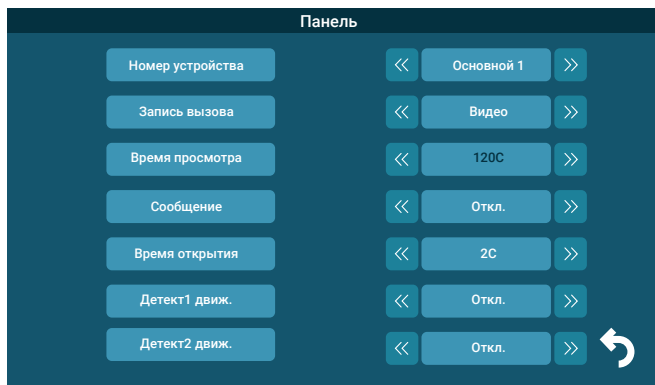 Панель
Номер устройства Основной 1
Запись вызова Видео
Время просмотра 120С
Сообщение Откл.
Время открытия 2С
Детект1 движ. Откл.
Детект2 движ. Откл.